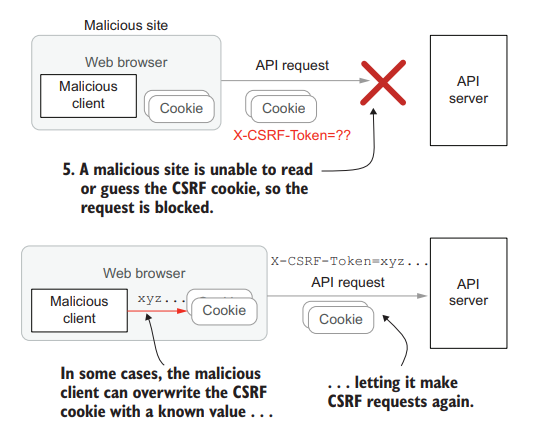 Malicious site
Web browser
Malicious
client
Cookie
API request
Cookie
X-CSRF-Token=??
API
server
5. A malicious site is unable to read
or guess the CSRF cookie, so the
request is blocked.
Web browser
Malicious
client
xyz...
Cookie
X-CSRF-Token=xyz...
API request
Cookie
API
server
In some cases, the malicious
client can overwrite the CSRF
cookie with a known value . . .
. . . letting it make
CSRF requests again.